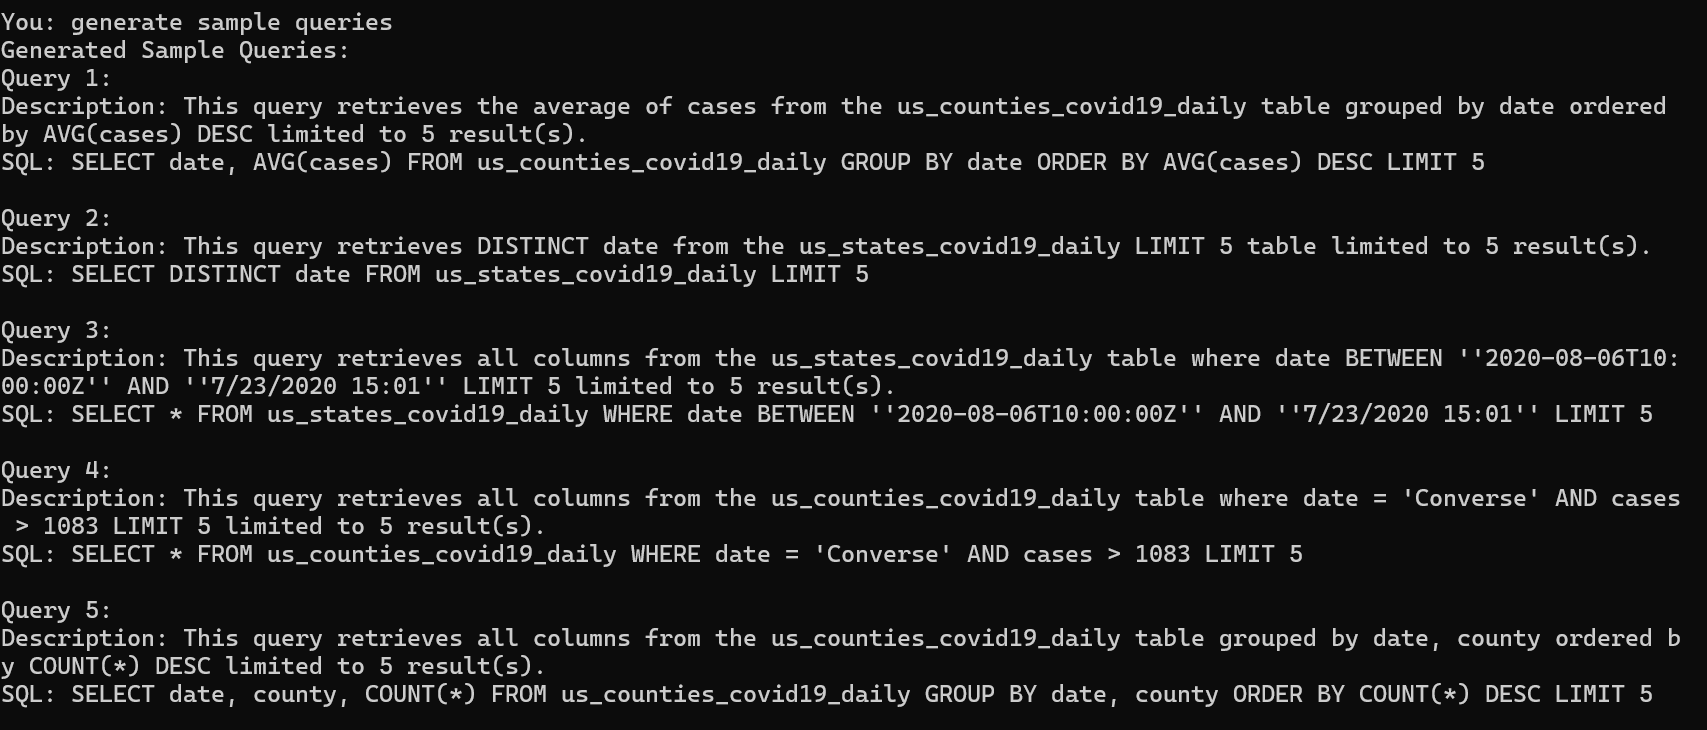 You: generate sample queries
Generated Sample Queries:
Query 1:
Description: This query retrieves the average of cases from the us_counties_covid19_daily table grouped by date ordered
by AVG(cases) DESC limited to 5 result(s).
SQL: SELECT date, AVG(cases) FROM us_counties_covid19_daily GROUP BY date ORDER BY AVG(cases) DESC LIMIT 5
Query 2:
Description: This query retrieves DISTINCT date from the us_states_covid19_daily LIMIT 5 table limited to 5 result(s).
SQL: SELECT DISTINCT date FROM us_states_covid19_daily LIMIT 5
Query 3:
Description: This query retrieves all columns from the us_states_covid19_daily table where date BETWEEN ''2020-08-06T10:
00:00Z'' AND ''7/23/2020 15:01'' LIMIT 5 limited to 5 result(s).
SQL: SELECT * FROM us_states_covid19_daily WHERE date BETWEEN ''2020-08-06T10:00:00Z'' AND ''7/23/2020 15:01'' LIMIT 5
Query 4:
Description: This query retrieves all columns from the us_counties_covid19_daily table where date = 'Converse' AND cases
 > 1083 LIMIT 5 limited to 5 result(s).
SQL: SELECT * FROM us_counties_covid19_daily WHERE date = 'Converse' AND cases > 1083 LIMIT 5
Query 5:
Description: This query retrieves all columns from the us_counties_covid19_daily table grouped by date, county ordered b
y COUNT(*) DESC limited to 5 result(s).
SQL: SELECT date, county, COUNT(*) FROM us_counties_covid19_daily GROUP BY date, county ORDER BY COUNT(*) DESC LIMIT 5